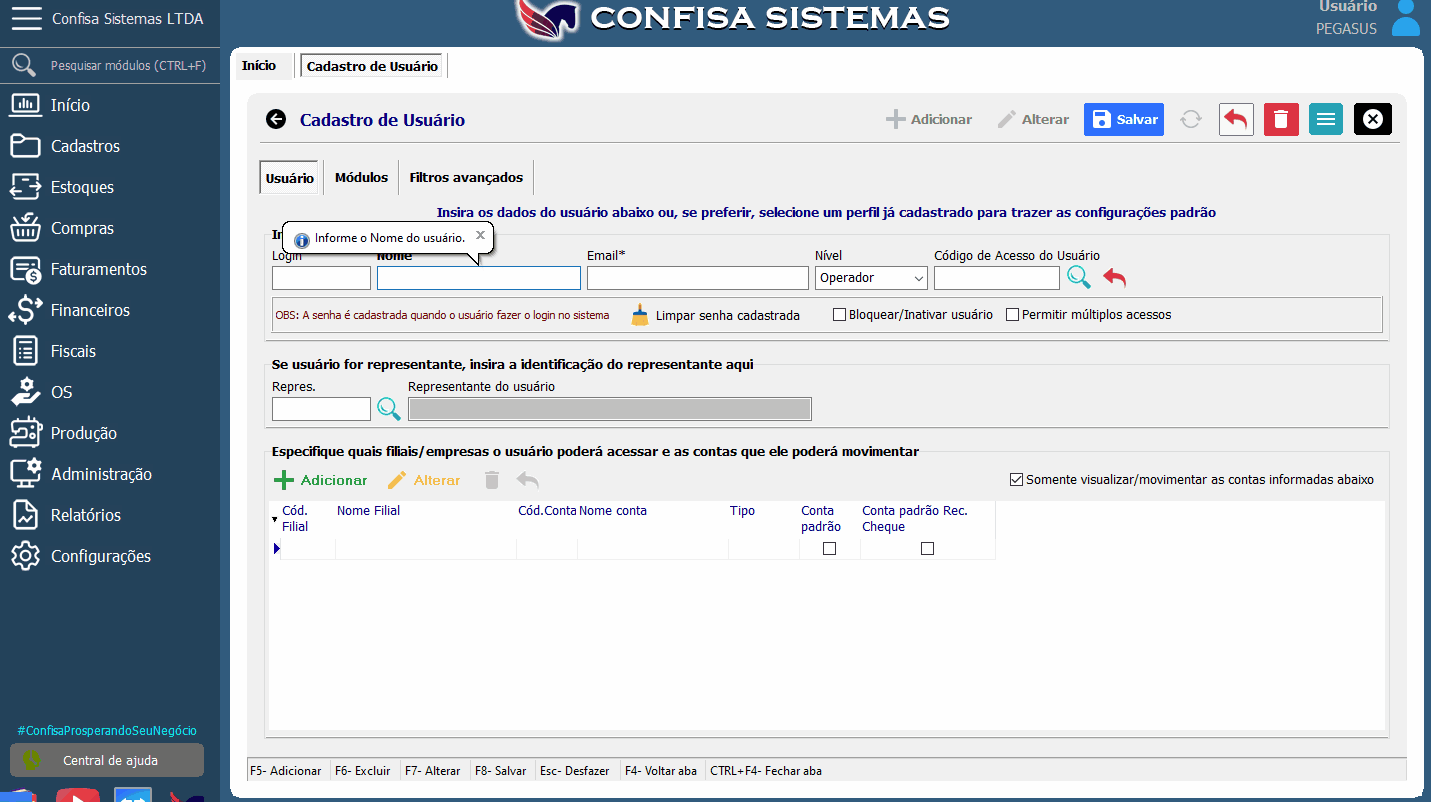 Confisa Sistemas LTDA
CONFISA SISTEMAS
Usuário
PEGASUS
Pesquisar módulos (CTRL+F)
Início
Cadastros
Estoques
Compras
Faturamentos
Financeiros
Fiscais
OS
Produção
Administração
Relatórios
Configurações
#ConfisaProsperandoSeuNegócio
Central de ajuda
Início
Cadastro de Usuário
Cadastro de Usuário
Adicionar
Alterar
Salvar
Usuário
Módulos
Filtros avançados
Insira os dados do usuário abaixo ou, se preferir, selecione um perfil já cadastrado para trazer as configurações padrão
Informe o Nome do usuário.
Login
Nome
Email*
Nível
Código de Acesso do Usuário
Operador
OBS: A senha é cadastrada quando o usuário fazer o login no sistema
Limpar senha cadastrada
Bloquear/Inativar usuário
Permitir múltiplos acessos
Se usuário for representante, insira a identificação do representante aqui
Repres.
Representante do usuário
Especifique quais filiais/empresas o usuário poderá acessar e as contas que ele poderá movimentar
Adicionar
Alterar
Somente visualizar/movimentar as contas informadas abaixo
Cód. Filial
Nome Filial
Cód.Conta
Nome conta
Tipo
Conta padrão
Conta padrão Rec. Cheque
F5- Adicionar
F6- Excluir
F7- Alterar
F8- Salvar
Esc- Desfazer
F4- Voltar aba
CTRL+F4- Fechar aba